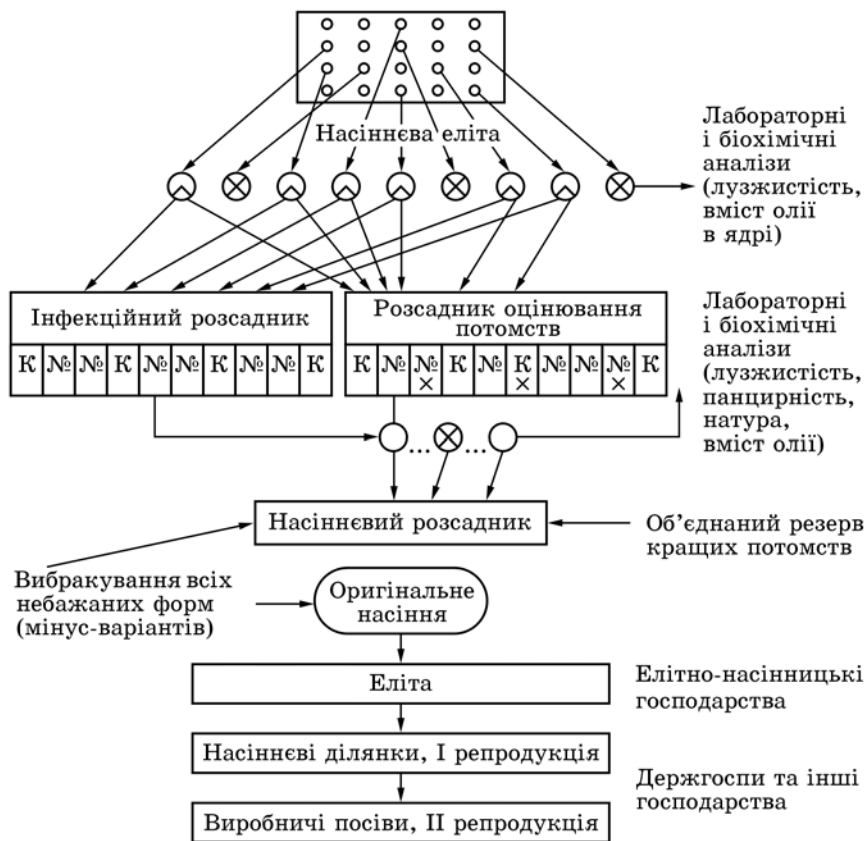 Насіннєва еліта
Лабораторні
і біохімічні
аналізи
(лузжистість,
вміст олії
в ядрі)
Інфекційний розсадник
К № № К № № К № № К
Розсадник оцінювання
потомств
К № № К № К № № № К
× × ×
Лабораторні
і біохімічні
аналізи
(лузжистість,
панцирність,
натура,
вміст олії)
... ...
Насіннєвий розсадник
Об’єднаний резерв
кращих потомств
Вибракування всіх
небажаних форм
(мінус-варіантів)
Оригінальне
насіння
Еліта
Елітно-насінницькі
господарства
Насіннєві ділянки, I репродукція
Держгоспи та інші
господарства
Виробничі посіви, II репродукція